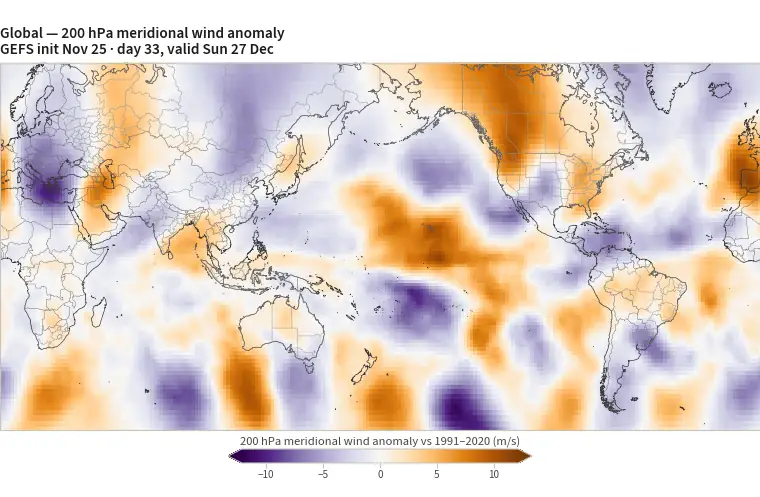 Global — 200 hPa meridional wind anomaly
GEFS init Nov 25 · day 33, valid Sun 27 Dec
200 hPa meridional wind anomaly vs 1991–2020 (m/s)
−10 −5 0 5 10